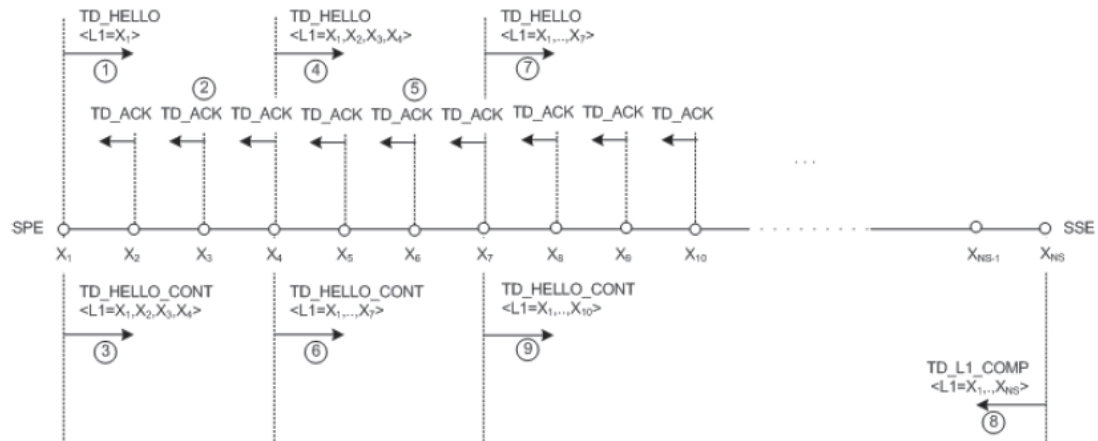 TD_HELLO
<L1=X1>
TD_HELLO
<L1=X1,X2,X3,X4>
TD_HELLO
<L1=X1,..,X7>
1
4
7
2
5
TD_ACK TD_ACK TD_ACK TD_ACK TD_ACK TD_ACK TD_ACK TD_ACK TD_ACK
...
SPE
SSE
X1 X2 X3 X4 X5 X6 X7 X8 X9 X10 XNS-1 XNS
TD_HELLO_CONT
<L1=X1,X2,X3,X4>
TD_HELLO_CONT
<L1=X1,..,X7>
TD_HELLO_CONT
<L1=X1,..,X10>
3
6
9
TD_L1_COMP
<L1=X1,..,XNS>
8